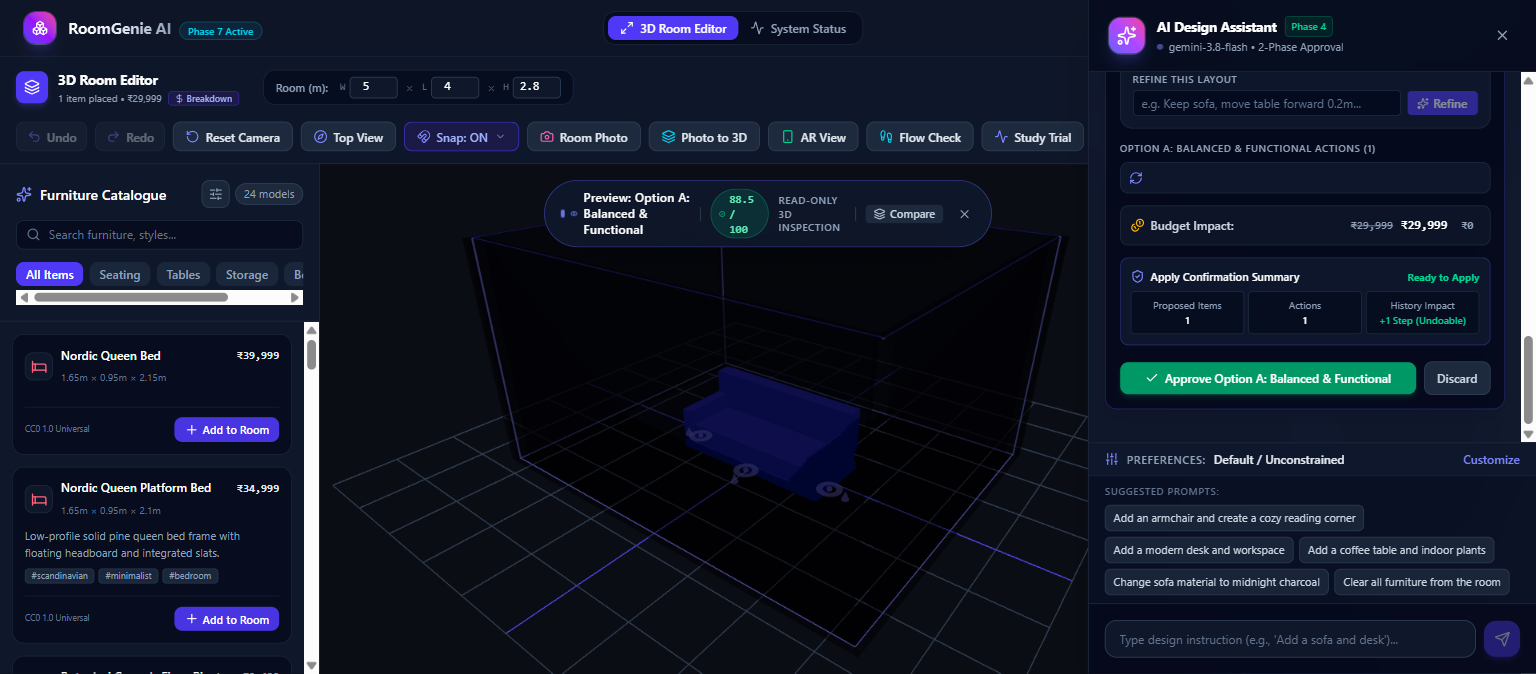 RoomGenie AI
Phase 7 Active
3D Room Editor
System Status
3D Room Editor
1 item placed • ₹29,999
$ Breakdown
Room (m): W 5 × L 4 × H 2.8
Undo
Redo
Reset Camera
Top View
Snap: ON
Room Photo
Photo to 3D
AR View
Flow Check
Study Trial
Furniture Catalogue
24 models
Search furniture, styles...
All Items
Seating
Tables
Storage
Nordic Queen Bed
₹39,999
1.65m × 0.95m × 2.15m
CC0 1.0 Universal
+ Add to Room
Nordic Queen Platform Bed
₹34,999
1.65m × 0.95m × 2.1m
Low-profile solid pine queen bed frame with
floating headboard and integrated slats.
#scandinavian
#minimalist
#bedroom
CC0 1.0 Universal
+ Add to Room
Preview: Option A:
Balanced &
Functional
88.5
/
100
READ-ONLY
3D
INSPECTION
Compare
AI Design Assistant
Phase 4
gemini-3.8-flash • 2-Phase Approval
REFINE THIS LAYOUT
e.g. Keep sofa, move table forward 0.2m...
Refine
OPTION A: BALANCED & FUNCTIONAL ACTIONS (1)
Budget Impact:
₹29,999 ₹29,999 ₹0
Apply Confirmation Summary
Ready to Apply
Proposed Items
1
Actions
1
History Impact
+1 Step (Undoable)
Approve Option A: Balanced & Functional
Discard
PREFERENCES: Default / Unconstrained
Customize
SUGGESTED PROMPTS:
Add an armchair and create a cozy reading corner
Add a modern desk and workspace
Add a coffee table and indoor plants
Change sofa material to midnight charcoal
Clear all furniture from the room
Type design instruction (e.g., 'Add a sofa and desk')...